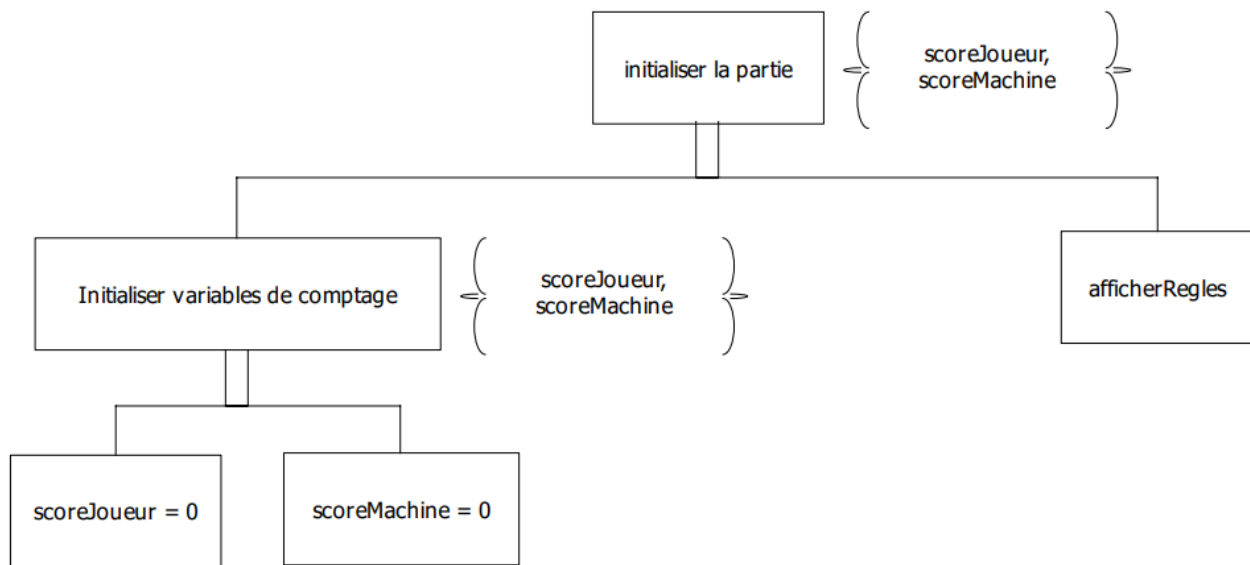 initialiser la partie
scoreJoueur,
scoreMachine
Initialiser variables de comptage
scoreJoueur,
scoreMachine
afficherRegles
scoreJoueur = 0
scoreMachine = 0